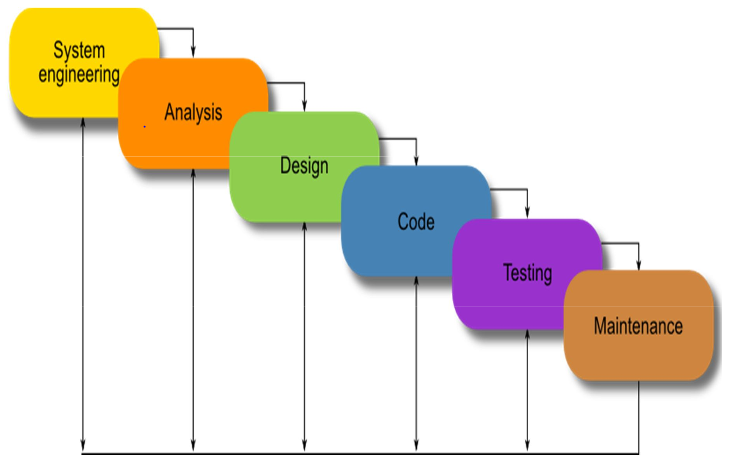 System
engineering
Analysis
Design
Code
Testing
Maintenance